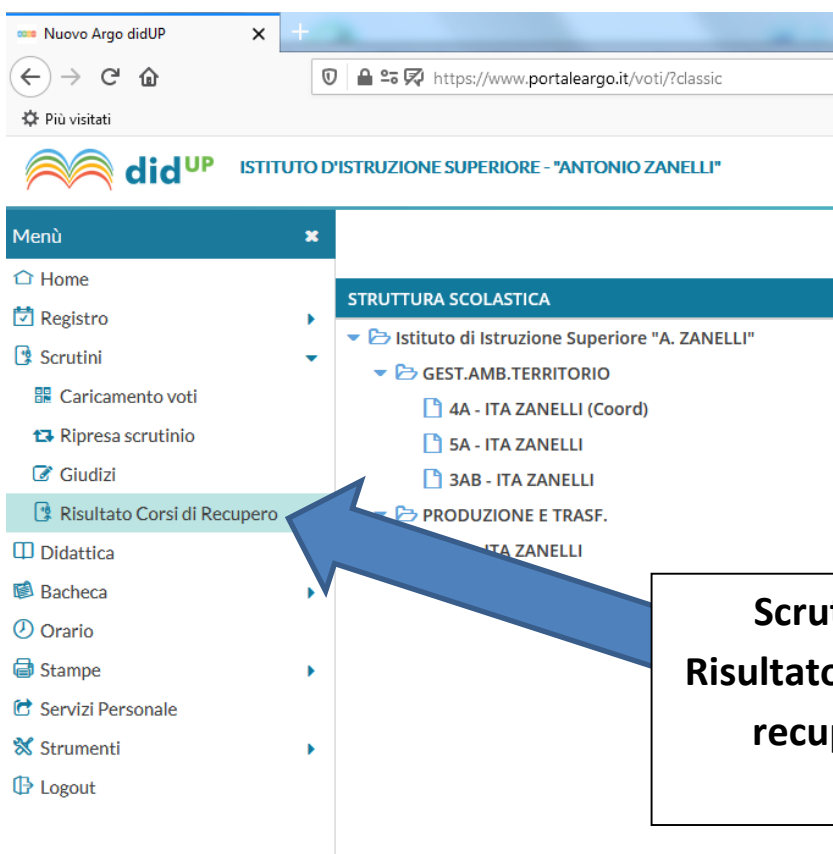 Nuovo Argo didUP
https://www.portaleargo.it/voti/?classic
Più visitati
didUP ISTITUTO D'ISTRUZIONE SUPERIORE - "ANTONIO ZANELLI"
Menù
Home
Registro
Scrutini
Caricamento voti
Ripresa scrutinio
Giudizi
Risultato Corsi di Recupero
Didattica
Bacheca
Orario
Stampe
Servizi Personale
Strumenti
Logout
STRUTTURA SCOLASTICA
Istituto di Istruzione Superiore "A. ZANELLI"
GEST.AMB.TERRITORIO
4A - ITA ZANELLI (Coord)
5A - ITA ZANELLI
3AB - ITA ZANELLI
PRODUZIONE E TRASF.
ITA ZANELLI
Scru
Risultato
recu